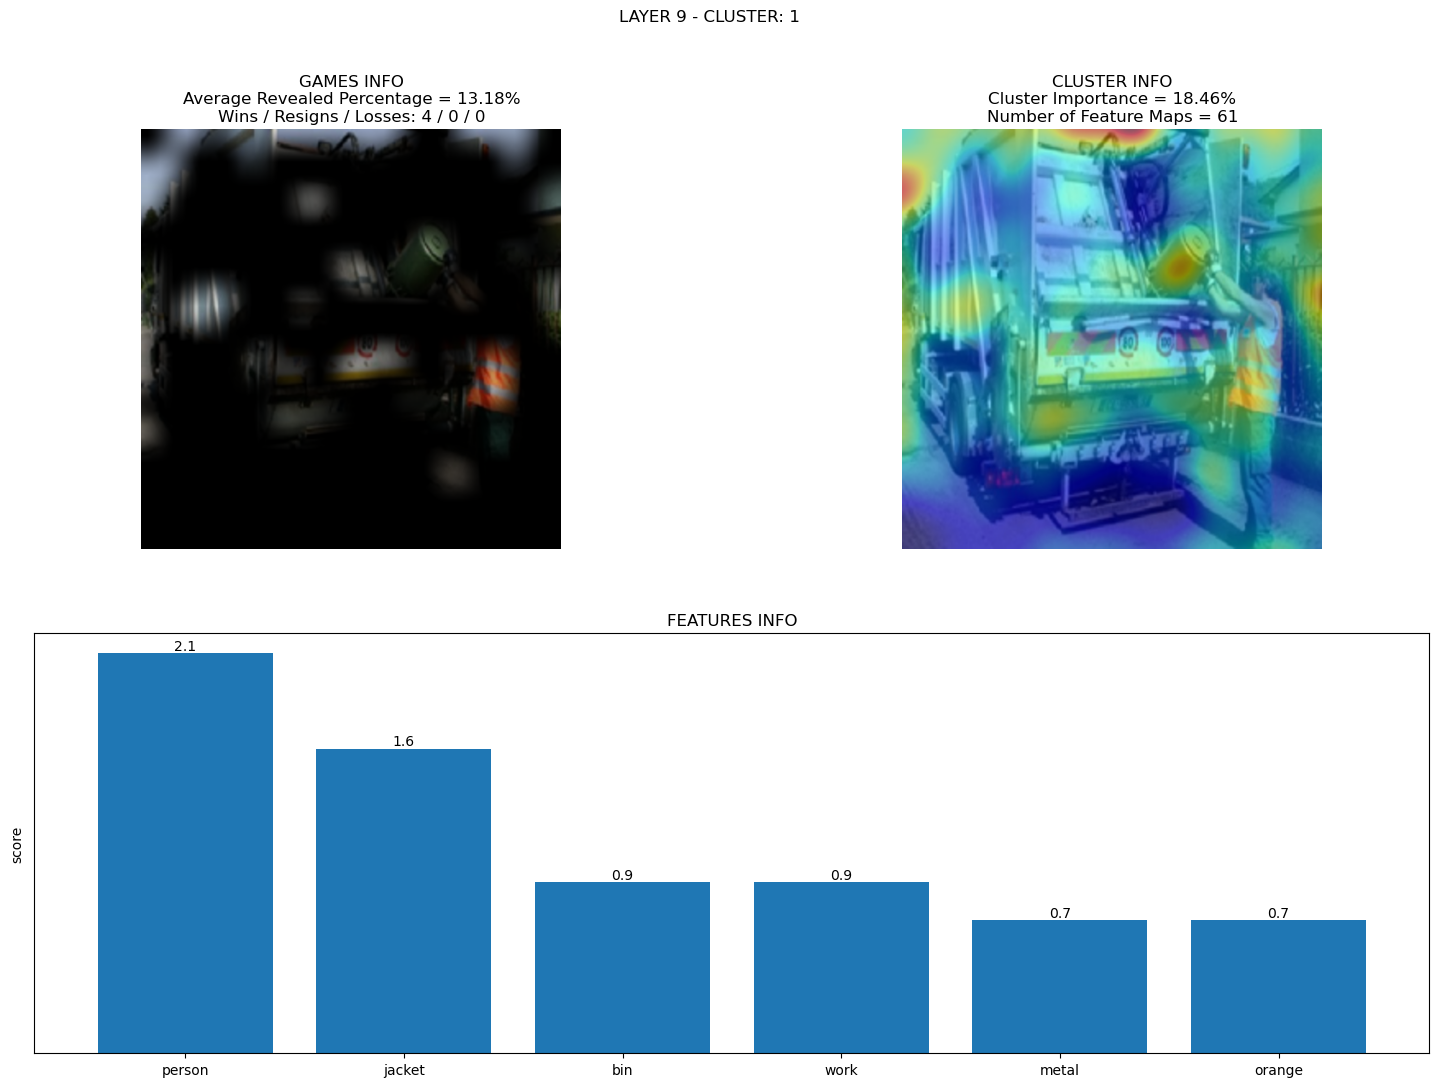 LAYER 9 - CLUSTER: 1
GAMES INFO
Average Revealed Percentage = 13.18%
Wins / Resigns / Losses: 4 / 0 / 0
CLUSTER INFO
Cluster Importance = 18.46%
Number of Feature Maps = 61
FEATURES INFO
score
2.1
1.6
0.9
0.9
0.7
0.7
person
jacket
bin
work
metal
orange